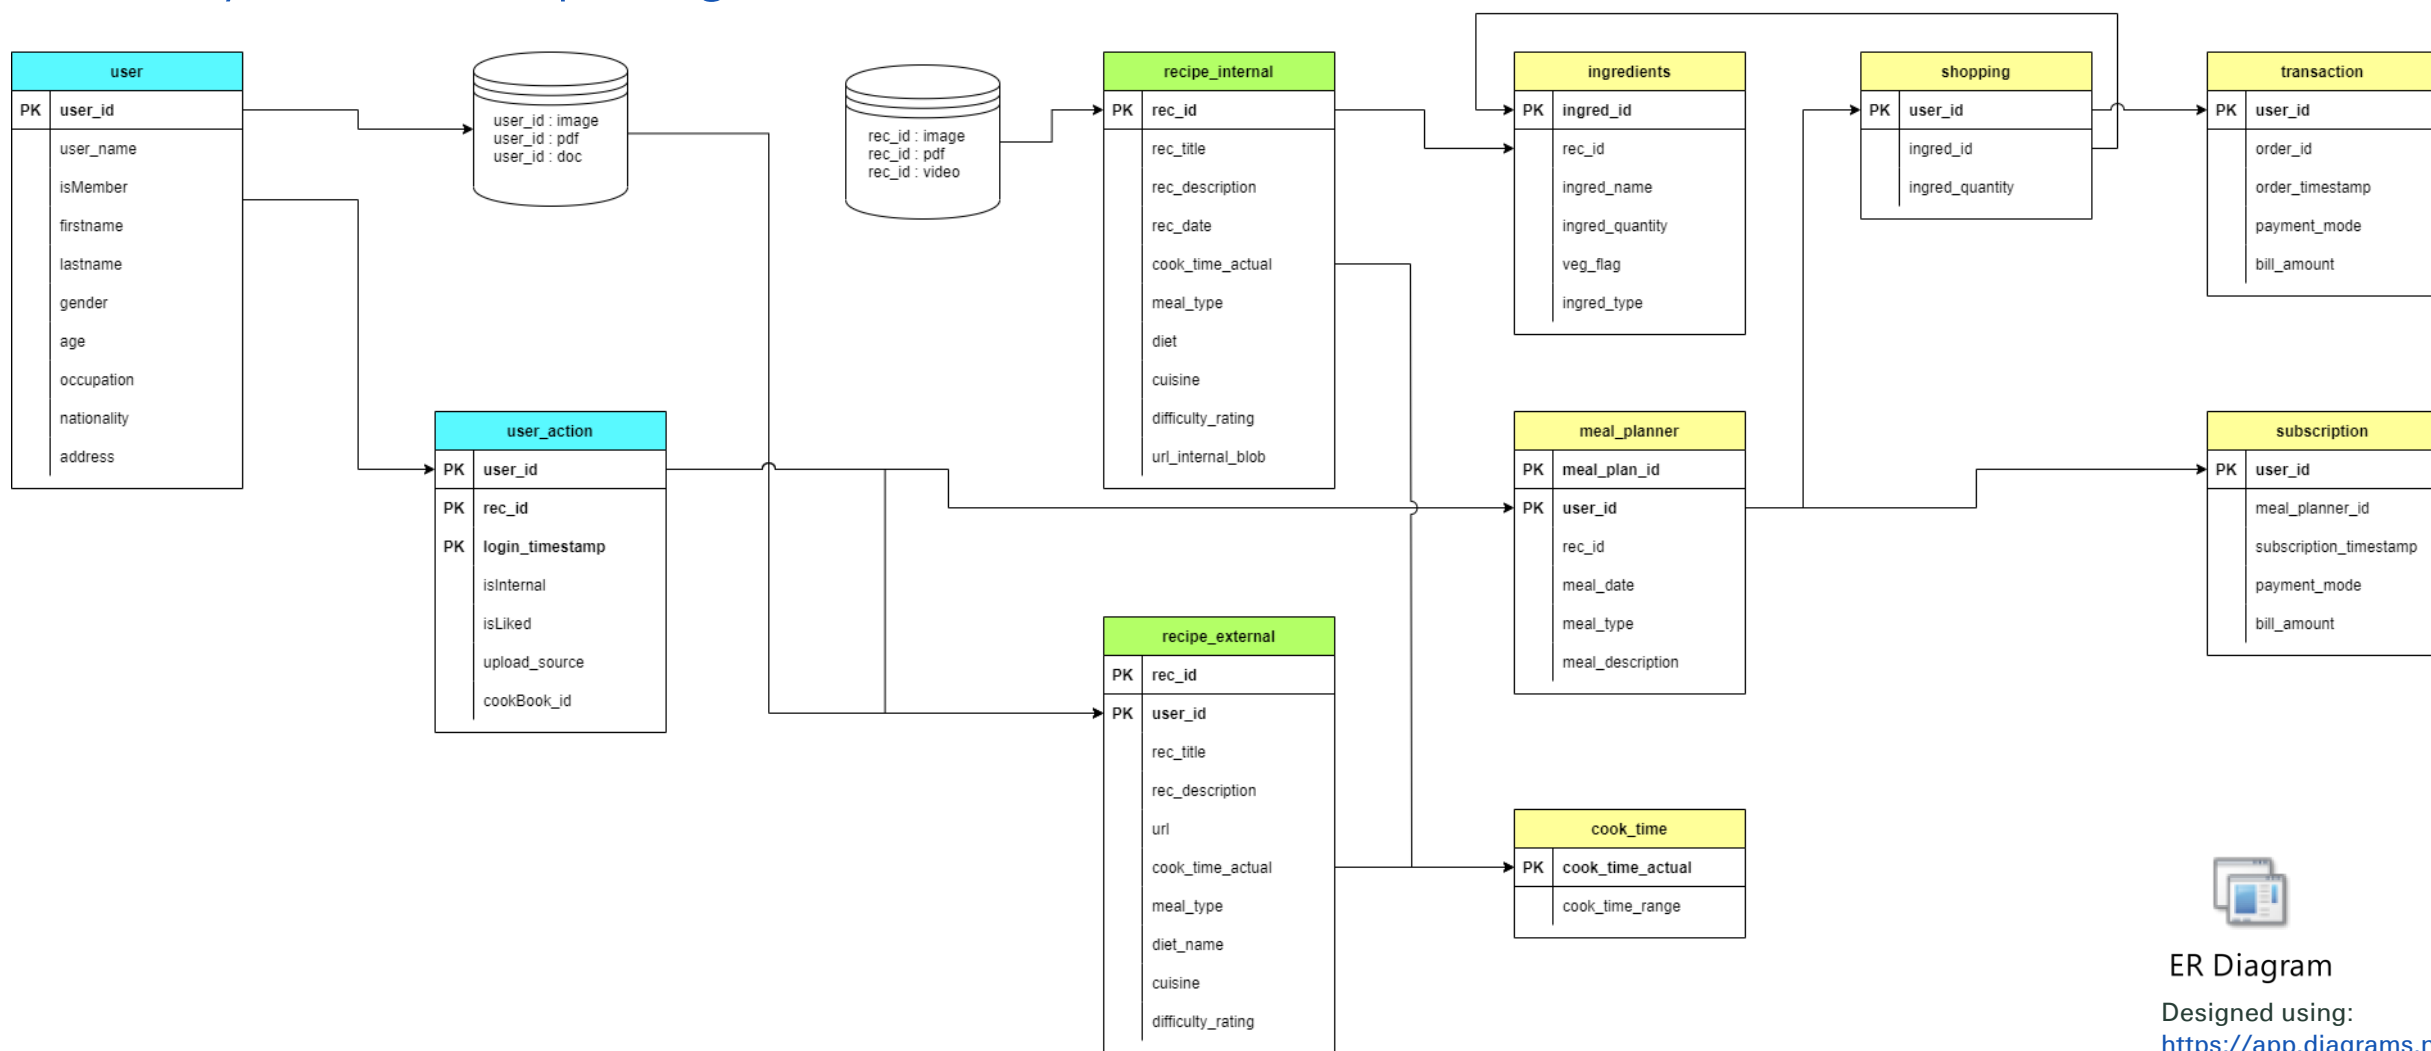 user
PK user_id
user_name
isMember
firstname
lastname
gender
age
occupation
nationality
address
user_id : image
user_id : pdf
user_id : doc
user_action
PK user_id
PK rec_id
PK login_timestamp
isInternal
isLiked
upload_source
cookBook_id
rec_id : image
rec_id : pdf
rec_id : video
recipe_internal
PK rec_id
rec_title
rec_description
rec_date
cook_time_actual
meal_type
diet
cuisine
difficulty_rating
url_internal_blob
recipe_external
PK rec_id
PK user_id
rec_title
rec_description
url
cook_time_actual
meal_type
diet_name
cuisine
difficulty_rating
ingredients
PK ingred_id
rec_id
ingred_name
ingred_quantity
veg_flag
ingred_type
meal_planner
PK meal_plan_id
PK user_id
rec_id
meal_date
meal_type
meal_description
cook_time
PK cook_time_actual
cook_time_range
shopping
PK user_id
ingred_id
ingred_quantity
transaction
PK user_id
order_id
order_timestamp
payment_mode
bill_amount
subscription
PK user_id
meal_planner_id
subscription_timestamp
payment_mode
bill_amount
ER Diagram
Designed using:
https://app.diagrams.n